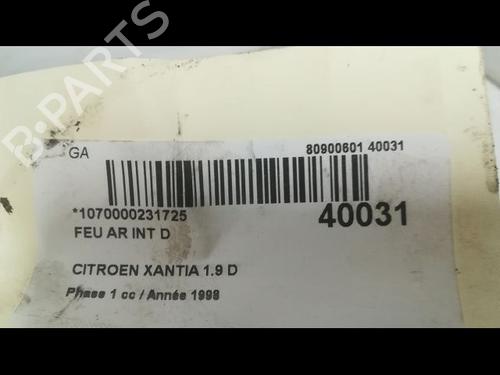 B-PARTS
GA
80900601 40031
*1070000231725
40031
FEU AR INT D
CITROEN XANTIA 1.9 D
Phase 1 cc / Année 1998